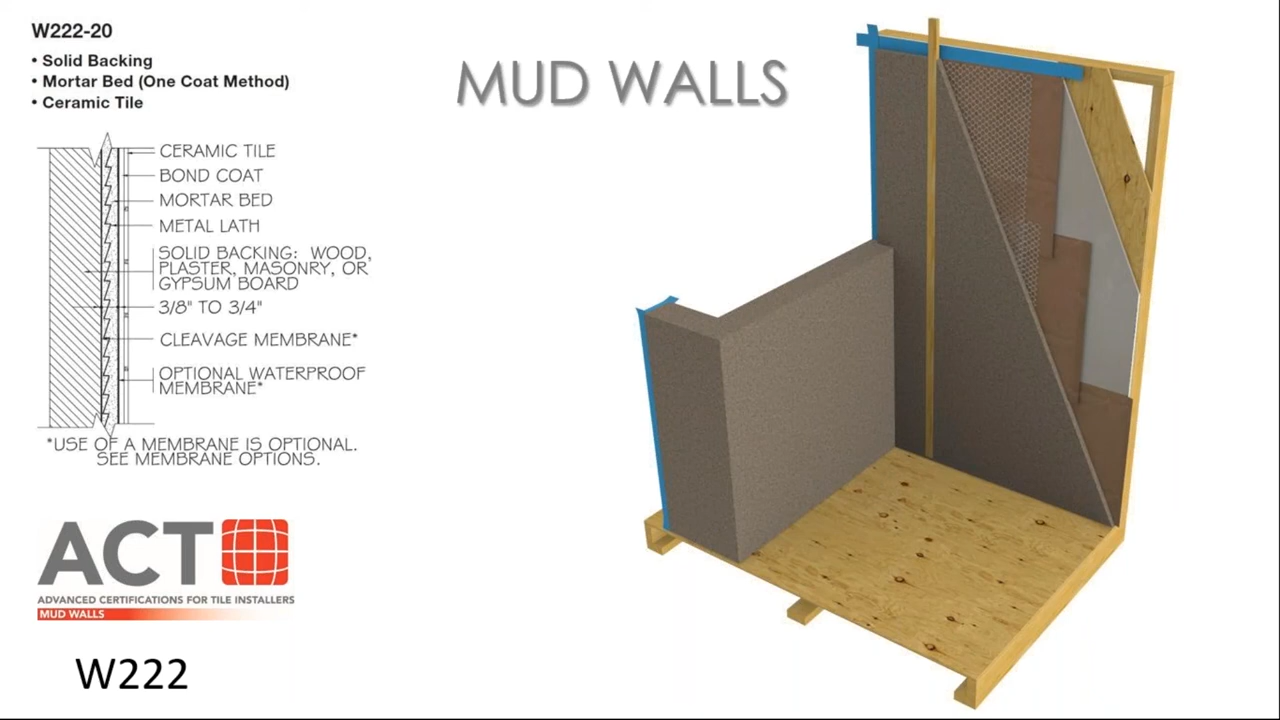 W222-20
• Solid Backing
• Mortar Bed (One Coat Method)
• Ceramic Tile
MUD WALLS
CERAMIC TILE
BOND COAT
MORTAR BED
METAL LATH
SOLID BACKING: WOOD,
PLASTER, MASONRY, OR
GYPSUM BOARD
3/8" TO 3/4"
CLEAVAGE MEMBRANE*
OPTIONAL WATERPROOF
MEMBRANE*
*USE OF A MEMBRANE IS OPTIONAL.
SEE MEMBRANE OPTIONS.
ACT
ADVANCED CERTIFICATIONS FOR TILE INSTALLERS
MUD WALLS
W222